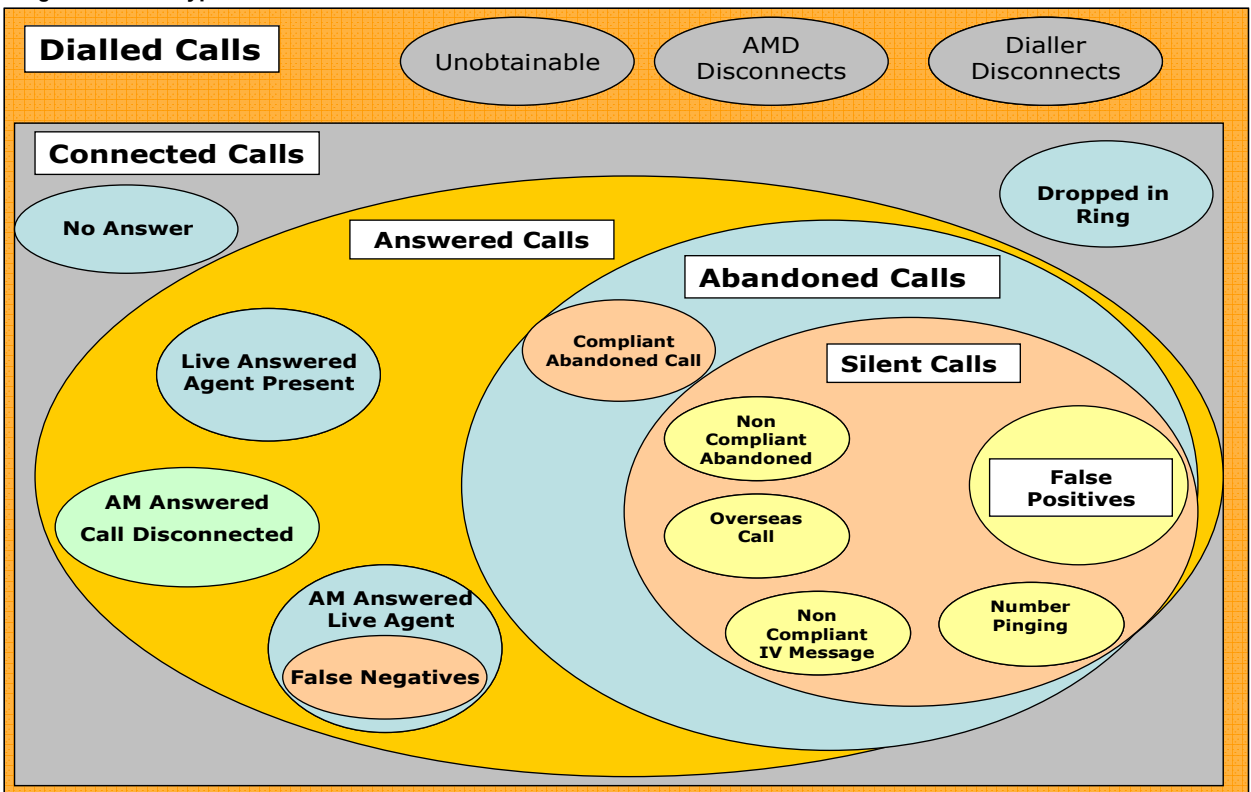 Dialled Calls
Unobtainable
AMD
Disconnects
Dialler
Disconnects
Connected Calls
No Answer
Dropped in
Ring
Answered Calls
Abandoned Calls
Compliant
Abandoned Call
Silent Calls
Live Answered
Agent Present
Non
Compliant
Abandoned
False
Positives
AM Answered
Call Disconnected
Overseas
Call
AM Answered
Live Agent
False Negatives
Non
Compliant
IV Message
Number
Pinging